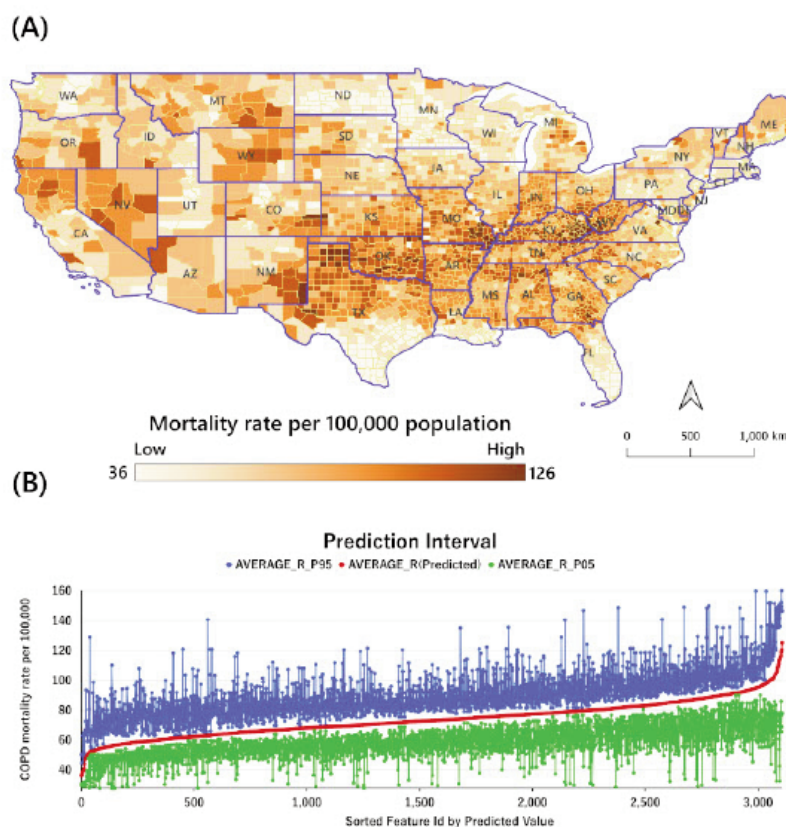 (A)
WA
MT
ND
MN
ME
OR
ID
WY
SD
WI
MI
VT
NH
NY
MA
NE
IA
PA
CT
NV
UT
CO
KS
MO
IL
IN
OH
NJ
MD
DE
WV
VA
KY
CA
AZ
NM
OK
AR
TN
NC
SC
TX
LA
MS
AL
GA
FL
Mortality rate per 100,000 population
Low High
36 126
0 500 1,000 km
(B)
Prediction Interval
AVERAGE_R_P95 AVERAGE_R(Predicted) AVERAGE_R_P05
COPD mortality rate per 100,000
160
140
120
100
80
60
40
0 500 1,000 1,500 2,000 2,500 3,000
Sorted Feature Id by Predicted Value